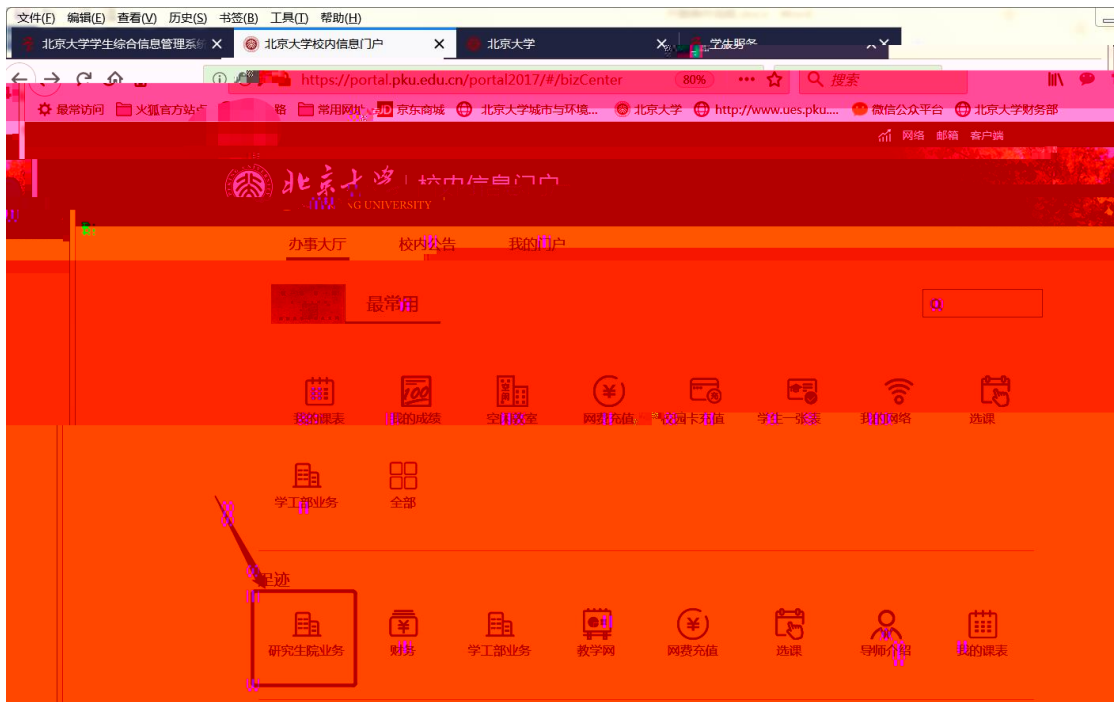 文件(F) 编辑(E) 查看(V) 历史(S) 书签(B) 工具(T) 帮助(H)
北京大学学生综合信息管理系统 × 北京大学校内信息门户 × 北京大学 ×
https://portal.pku.edu.cn/portal2017/#/bizCenter 80% ••• 搜索
最常访问 火狐官方站点 常用网址 JD 京东商城 北京大学城市与环境... 北京大学 http://www.ues.pku.... 微信公众平台 北京大学财务部
网络 邮箱 客户端
北京大学 校内信息门户
NG UNIVERSITY
办事大厅 校内公告 我的门户
最常用
我的课表 我的成绩 空闲教室 网费充值 校园卡充值 学生一张表 我的网络 选课
学工部业务 全部
足迹
研究生院业务 财务 学工部业务 教学网 网费充值 选课 导师介绍 我的课表